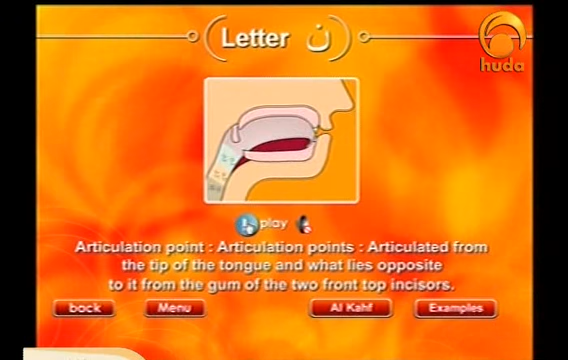 Letter ن
huda
play
Articulation point : Articulation points : Articulated from
the tip of the tongue and what lies opposite
to it from the gum of the two front top incisors.
bock Menu Al Kahf Examples